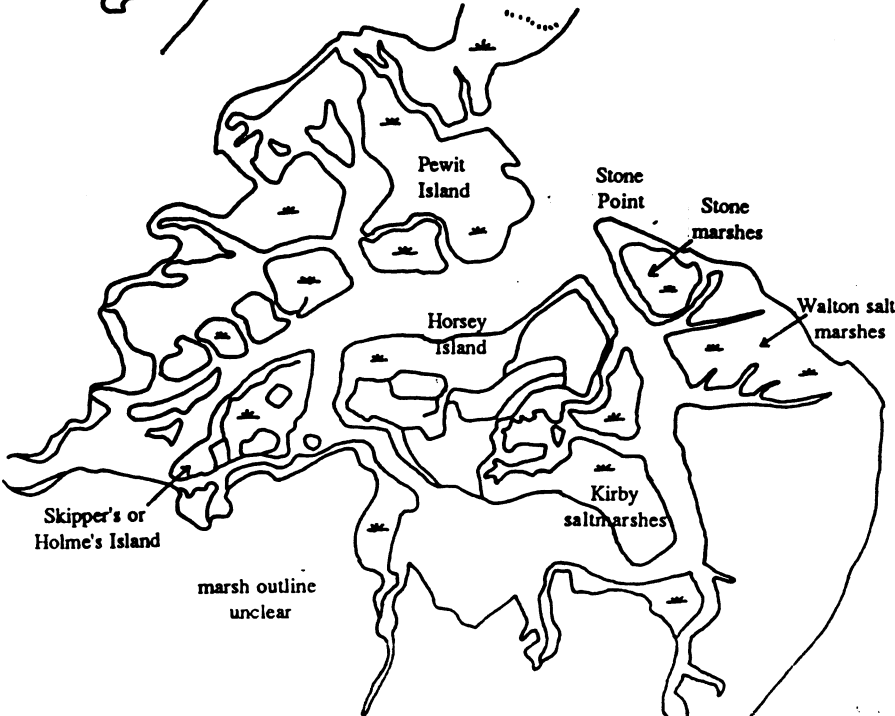 Pewit
Island
Stone
Point
Stone
marshes
Walton salt
marshes
Horsey
Island
Kirby
saltmarshes
Skipper's or
Holme's Island
marsh outline
unclear